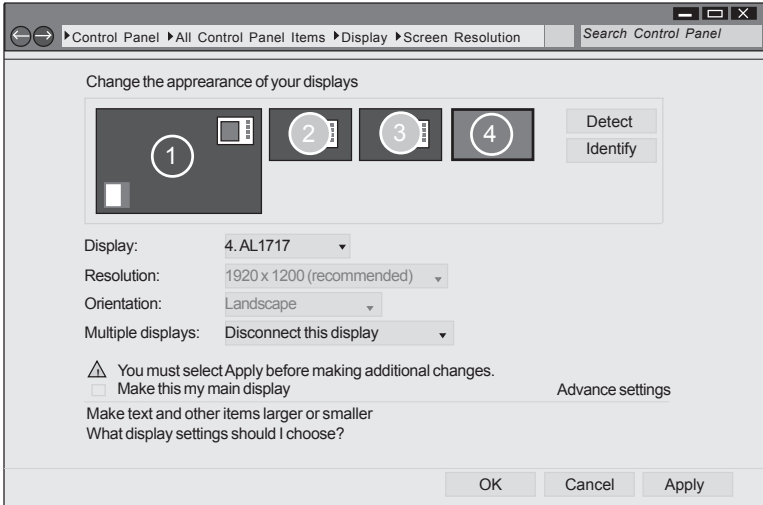 Control Panel All Control Panel Items Display Screen Resolution
Search Control Panel
Change the apprearance of your displays
1 2 3 4
Detect
Identify
Display: 4. AL1717
Resolution: 1920 x 1200 (recommended)
Orientation: Landscape
Multiple displays: Disconnect this display
You must select Apply before making additional changes.
Make this my main display Advance settings
Make text and other items larger or smaller
What display settings should I choose?
OK Cancel Apply